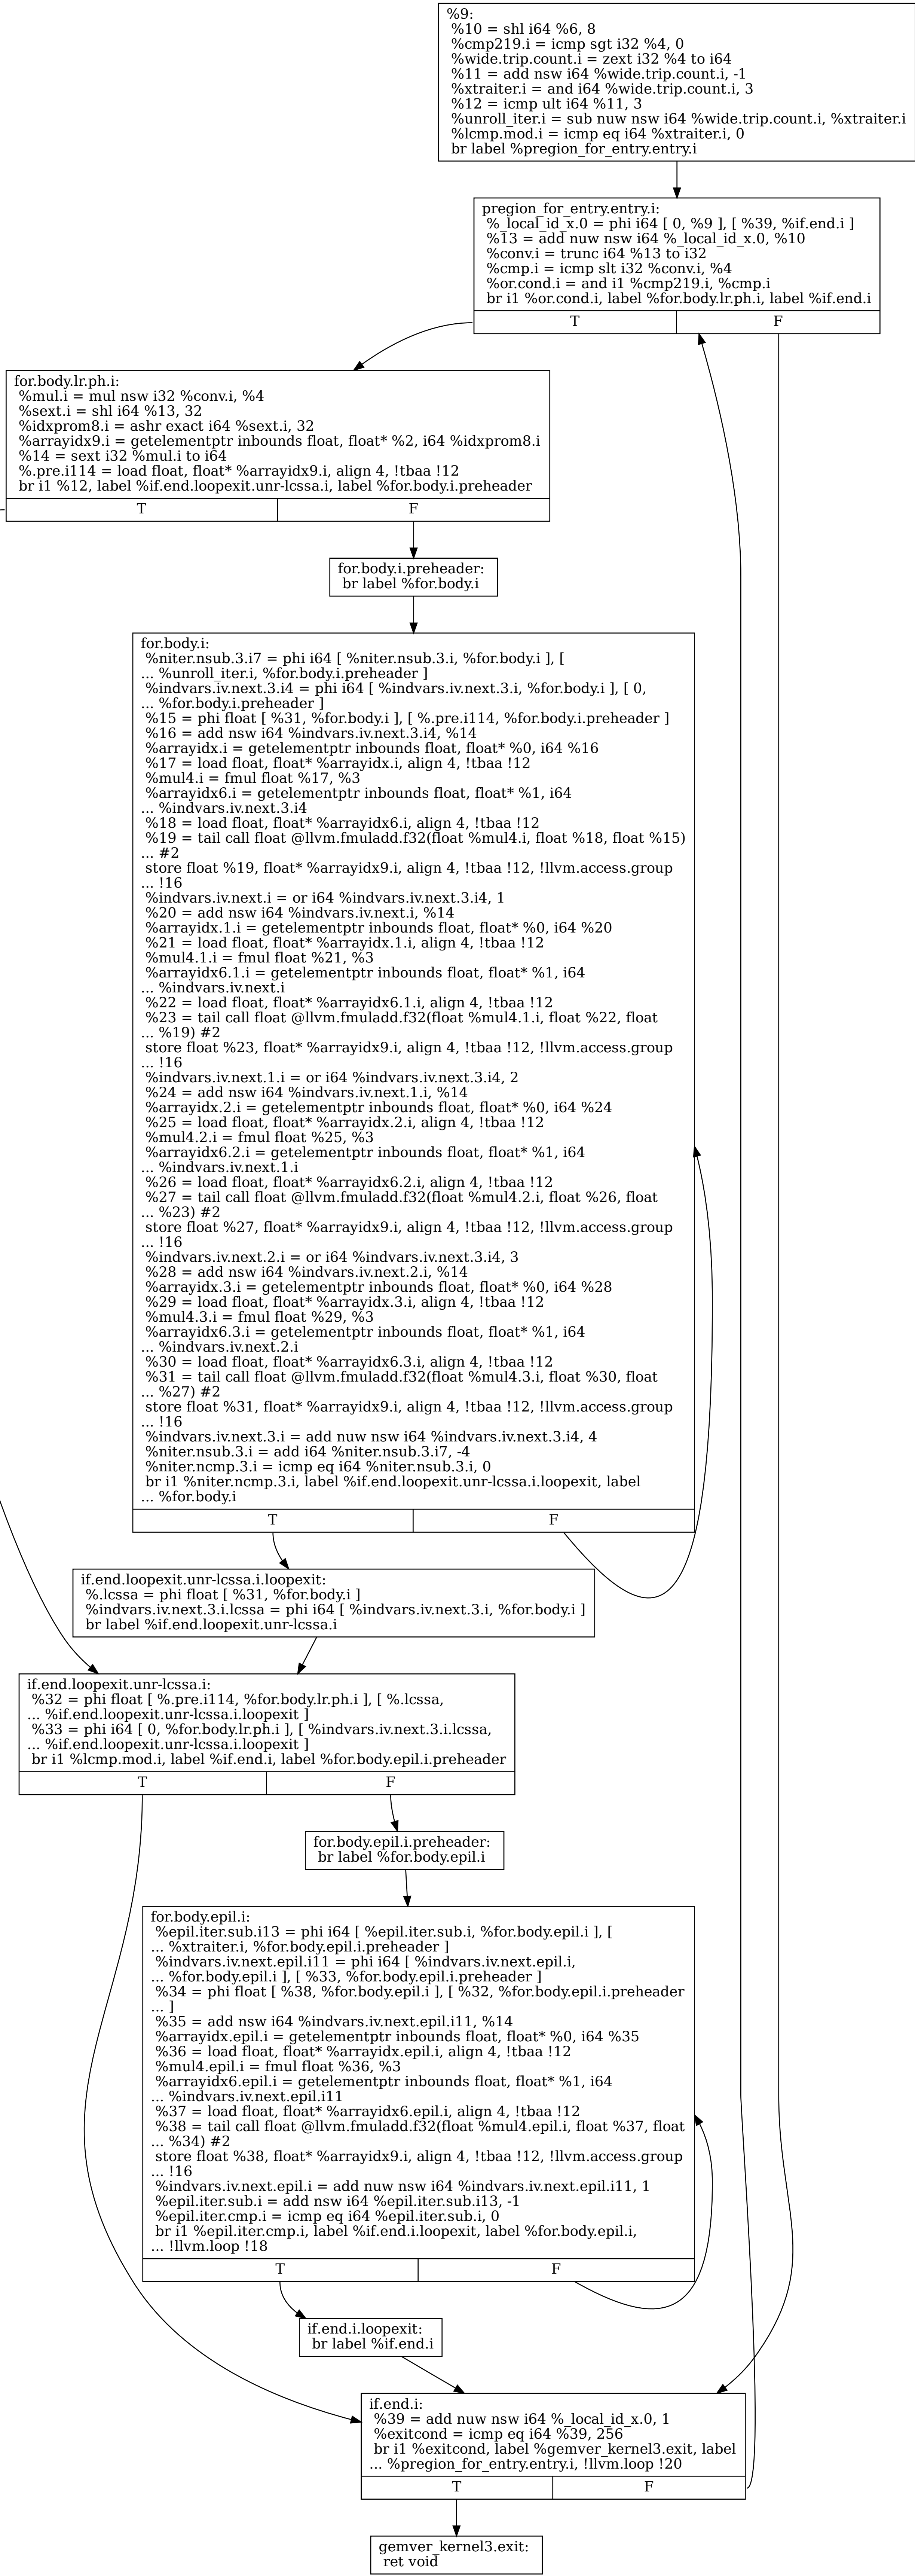 %9:
%10 = shl i64 %6, 8
%cmp219.i = icmp sgt i32 %4, 0
%wide.trip.count.i = zext i32 %4 to i64
%11 = add nsw i64 %wide.trip.count.i, -1
%xtraiter.i = and i64 %wide.trip.count.i, 3
%12 = icmp ult i64 %11, 3
%unroll_iter.i = sub nuw nsw i64 %wide.trip.count.i, %xtraiter.i
%lcmp.mod.i = icmp eq i64 %xtraiter.i, 0
br label %pregion_for_entry.entry.i
pregion_for_entry.entry.i:
%_local_id_x.0 = phi i64 [ 0, %9 ], [ %39, %if.end.i ]
%13 = add nuw nsw i64 %_local_id_x.0, %10
%conv.i = trunc i64 %13 to i32
%cmp.i = icmp slt i32 %conv.i, %4
%or.cond.i = and i1 %cmp219.i, %cmp.i
br i1 %or.cond.i, label %for.body.lr.ph.i, label %if.end.i
T F
for.body.lr.ph.i:
%mul.i = mul nsw i32 %conv.i, %4
%sext.i = shl i64 %13, 32
%idxprom8.i = ashr exact i64 %sext.i, 32
%arrayidx9.i = getelementptr inbounds float, float* %2, i64 %idxprom8.i
%14 = sext i32 %mul.i to i64
%.pre.i114 = load float, float* %arrayidx9.i, align 4, !tbaa !12
br i1 %12, label %if.end.loopexit.unr-lcssa.i, label %for.body.i.preheader
T F
for.body.i.preheader:
br label %for.body.i
for.body.i:
%niter.nsub.3.i7 = phi i64 [ %niter.nsub.3.i, %for.body.i ], [
... %unroll_iter.i, %for.body.i.preheader ]
%indvars.iv.next.3.i4 = phi i64 [ %indvars.iv.next.3.i, %for.body.i ], [ 0,
... %for.body.i.preheader ]
%15 = phi float [ %31, %for.body.i ], [ %.pre.i114, %for.body.i.preheader ]
%16 = add nsw i64 %indvars.iv.next.3.i4, %14
%arrayidx.i = getelementptr inbounds float, float* %0, i64 %16
%17 = load float, float* %arrayidx.i, align 4, !tbaa !12
%mul4.i = fmul float %17, %3
%arrayidx6.i = getelementptr inbounds float, float* %1, i64
... %indvars.iv.next.3.i4
%18 = load float, float* %arrayidx6.i, align 4, !tbaa !12
%19 = tail call float @llvm.fmuladd.f32(float %mul4.i, float %18, float %15)
... #2
store float %19, float* %arrayidx9.i, align 4, !tbaa !12, !llvm.access.group
... !16
%indvars.iv.next.i = or i64 %indvars.iv.next.3.i4, 1
%20 = add nsw i64 %indvars.iv.next.i, %14
%arrayidx.1.i = getelementptr inbounds float, float* %0, i64 %20
%21 = load float, float* %arrayidx.1.i, align 4, !tbaa !12
%mul4.1.i = fmul float %21, %3
%arrayidx6.1.i = getelementptr inbounds float, float* %1, i64
... %indvars.iv.next.i
%22 = load float, float* %arrayidx6.1.i, align 4, !tbaa !12
%23 = tail call float @llvm.fmuladd.f32(float %mul4.1.i, float %22, float
... %19) #2
store float %23, float* %arrayidx9.i, align 4, !tbaa !12, !llvm.access.group
... !16
%indvars.iv.next.1.i = or i64 %indvars.iv.next.3.i4, 2
%24 = add nsw i64 %indvars.iv.next.1.i, %14
%arrayidx.2.i = getelementptr inbounds float, float* %0, i64 %24
%25 = load float, float* %arrayidx.2.i, align 4, !tbaa !12
%mul4.2.i = fmul float %25, %3
%arrayidx6.2.i = getelementptr inbounds float, float* %1, i64
... %indvars.iv.next.1.i
%26 = load float, float* %arrayidx6.2.i, align 4, !tbaa !12
%27 = tail call float @llvm.fmuladd.f32(float %mul4.2.i, float %26, float
... %23) #2
store float %27, float* %arrayidx9.i, align 4, !tbaa !12, !llvm.access.group
... !16
%indvars.iv.next.2.i = or i64 %indvars.iv.next.3.i4, 3
%28 = add nsw i64 %indvars.iv.next.2.i, %14
%arrayidx.3.i = getelementptr inbounds float, float* %0, i64 %28
%29 = load float, float* %arrayidx.3.i, align 4, !tbaa !12
%mul4.3.i = fmul float %29, %3
%arrayidx6.3.i = getelementptr inbounds float, float* %1, i64
... %indvars.iv.next.2.i
%30 = load float, float* %arrayidx6.3.i, align 4, !tbaa !12
%31 = tail call float @llvm.fmuladd.f32(float %mul4.3.i, float %30, float
... %27) #2
store float %31, float* %arrayidx9.i, align 4, !tbaa !12, !llvm.access.group
... !16
%indvars.iv.next.3.i = add nuw nsw i64 %indvars.iv.next.3.i4, 4
%niter.nsub.3.i = add i64 %niter.nsub.3.i7, -4
%niter.ncmp.3.i = icmp eq i64 %niter.nsub.3.i, 0
br i1 %niter.ncmp.3.i, label %if.end.loopexit.unr-lcssa.i.loopexit, label
... %for.body.i
T F
if.end.loopexit.unr-lcssa.i.loopexit:
%.lcssa = phi float [ %31, %for.body.i ]
%indvars.iv.next.3.i.lcssa = phi i64 [ %indvars.iv.next.3.i, %for.body.i ]
br label %if.end.loopexit.unr-lcssa.i
if.end.loopexit.unr-lcssa.i:
%32 = phi float [ %.pre.i114, %for.body.lr.ph.i ], [ %.lcssa,
... %if.end.loopexit.unr-lcssa.i.loopexit ]
%33 = phi i64 [ 0, %for.body.lr.ph.i ], [ %indvars.iv.next.3.i.lcssa,
... %if.end.loopexit.unr-lcssa.i.loopexit ]
br i1 %lcmp.mod.i, label %if.end.i, label %for.body.epil.i.preheader
T F
for.body.epil.i.preheader:
br label %for.body.epil.i
for.body.epil.i:
%epil.iter.sub.i13 = phi i64 [ %epil.iter.sub.i, %for.body.epil.i ], [
... %xtraiter.i, %for.body.epil.i.preheader ]
%indvars.iv.next.epil.i11 = phi i64 [ %indvars.iv.next.epil.i,
... %for.body.epil.i ], [ %33, %for.body.epil.i.preheader ]
%34 = phi float [ %38, %for.body.epil.i ], [ %32, %for.body.epil.i.preheader
... ]
%35 = add nsw i64 %indvars.iv.next.epil.i11, %14
%arrayidx.epil.i = getelementptr inbounds float, float* %0, i64 %35
%36 = load float, float* %arrayidx.epil.i, align 4, !tbaa !12
%mul4.epil.i = fmul float %36, %3
%arrayidx6.epil.i = getelementptr inbounds float, float* %1, i64
... %indvars.iv.next.epil.i11
%37 = load float, float* %arrayidx6.epil.i, align 4, !tbaa !12
%38 = tail call float @llvm.fmuladd.f32(float %mul4.epil.i, float %37, float
... %34) #2
store float %38, float* %arrayidx9.i, align 4, !tbaa !12, !llvm.access.group
... !16
%indvars.iv.next.epil.i = add nuw nsw i64 %indvars.iv.next.epil.i11, 1
%epil.iter.sub.i = add nsw i64 %epil.iter.sub.i13, -1
%epil.iter.cmp.i = icmp eq i64 %epil.iter.sub.i, 0
br i1 %epil.iter.cmp.i, label %if.end.i.loopexit, label %for.body.epil.i,
... !llvm.loop !18
T F
if.end.i.loopexit:
br label %if.end.i
if.end.i:
%39 = add nuw nsw i64 %_local_id_x.0, 1
%exitcond = icmp eq i64 %39, 256
br i1 %exitcond, label %gemver_kernel3.exit, label
... %pregion_for_entry.entry.i, !llvm.loop !20
T F
gemver_kernel3.exit:
ret void